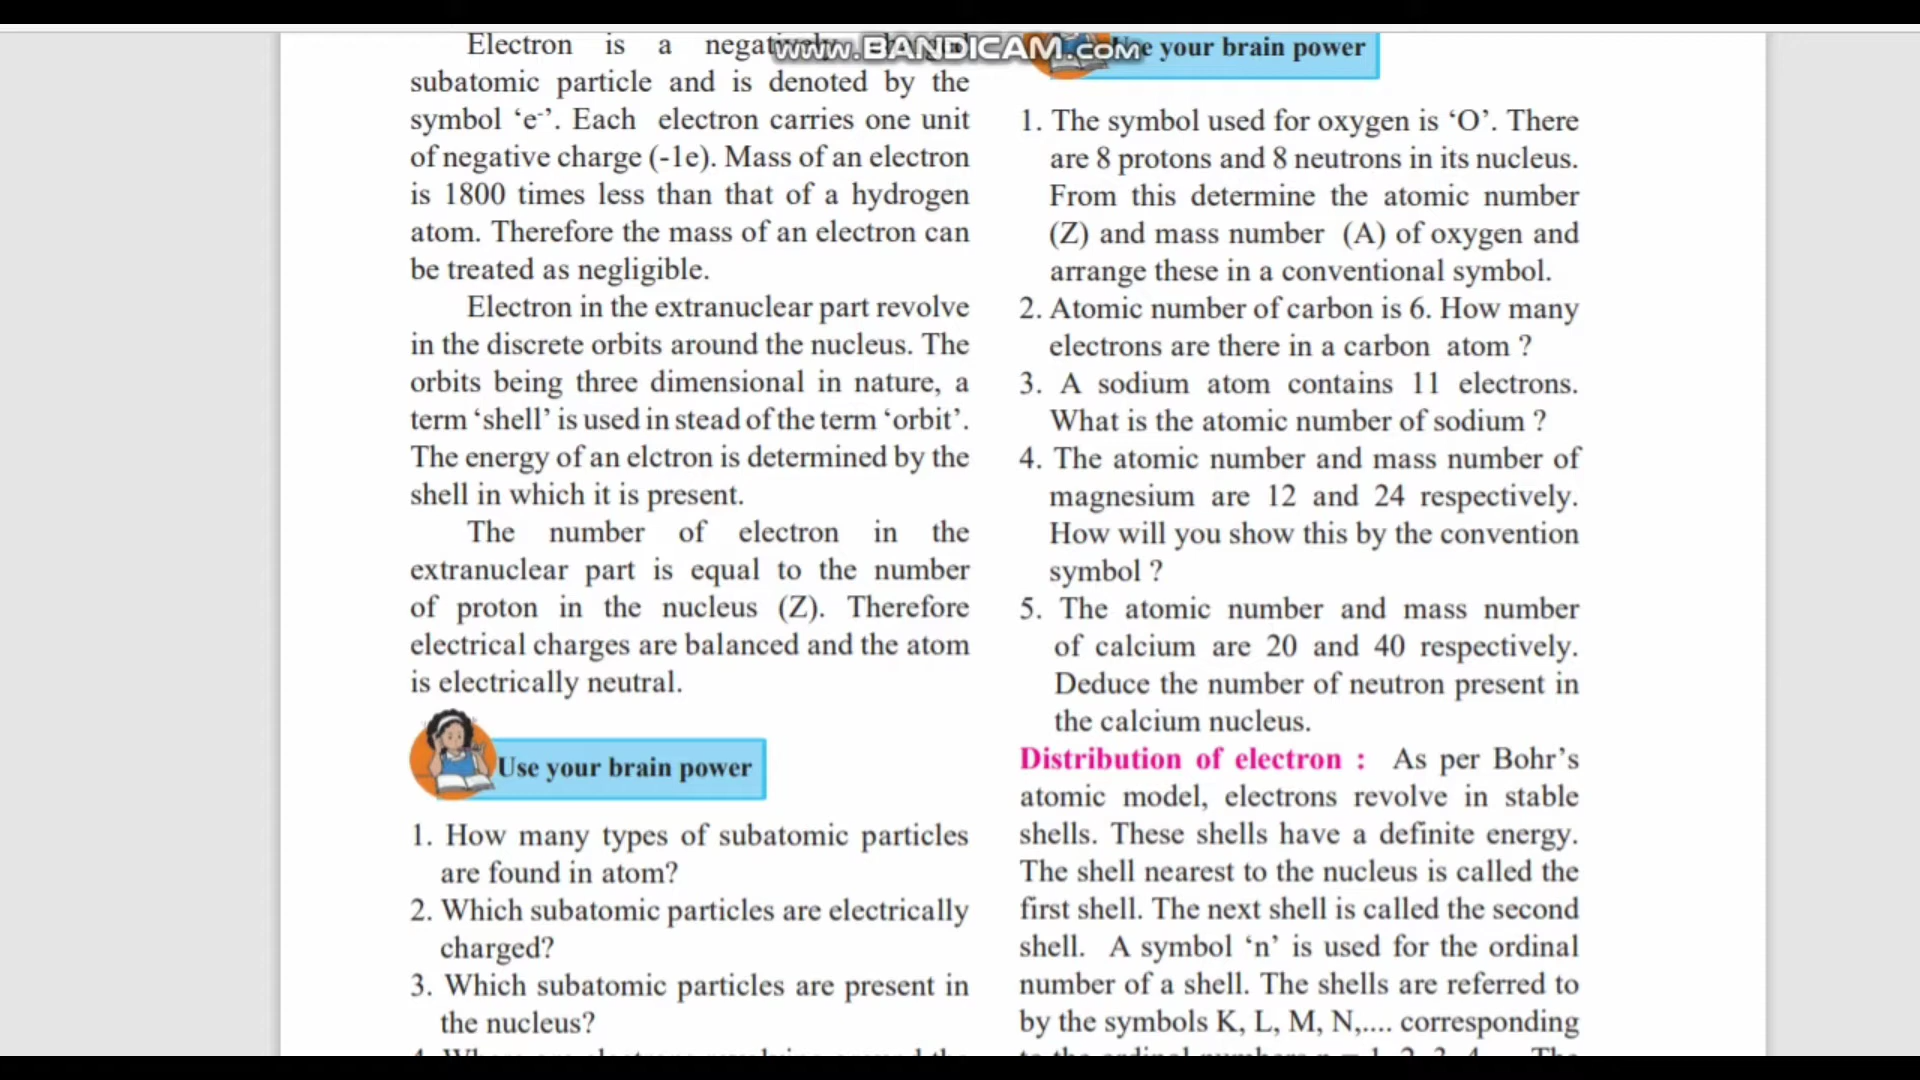 Electron is a negatively charged
subatomic particle and is denoted by the
symbol ‘e-’. Each electron carries one unit
of negative charge (-1e). Mass of an electron
is 1800 times less than that of a hydrogen
atom. Therefore the mass of an electron can
be treated as negligible.
Electron in the extranuclear part revolve
in the discrete orbits around the nucleus. The
orbits being three dimensional in nature, a
term ‘shell’ is used in stead of the term ‘orbit’.
The energy of an elctron is determined by the
shell in which it is present.
The number of electron in the
extranuclear part is equal to the number
of proton in the nucleus (Z). Therefore
electrical charges are balanced and the atom
is electrically neutral.
Use your brain power
1. How many types of subatomic particles
are found in atom?
2. Which subatomic particles are electrically
charged?
3. Which subatomic particles are present in
the nucleus?
www.BANDICAM.com
Use your brain power
1. The symbol used for oxygen is ‘O’. There
are 8 protons and 8 neutrons in its nucleus.
From this determine the atomic number
(Z) and mass number (A) of oxygen and
arrange these in a conventional symbol.
2. Atomic number of carbon is 6. How many
electrons are there in a carbon atom ?
3. A sodium atom contains 11 electrons.
What is the atomic number of sodium ?
4. The atomic number and mass number of
magnesium are 12 and 24 respectively.
How will you show this by the convention
symbol ?
5. The atomic number and mass number
of calcium are 20 and 40 respectively.
Deduce the number of neutron present in
the calcium nucleus.
Distribution of electron : As per Bohr’s
atomic model, electrons revolve in stable
shells. These shells have a definite energy.
The shell nearest to the nucleus is called the
first shell. The next shell is called the second
shell. A symbol ‘n’ is used for the ordinal
number of a shell. The shells are referred to
by the symbols K, L, M, N,.... corresponding